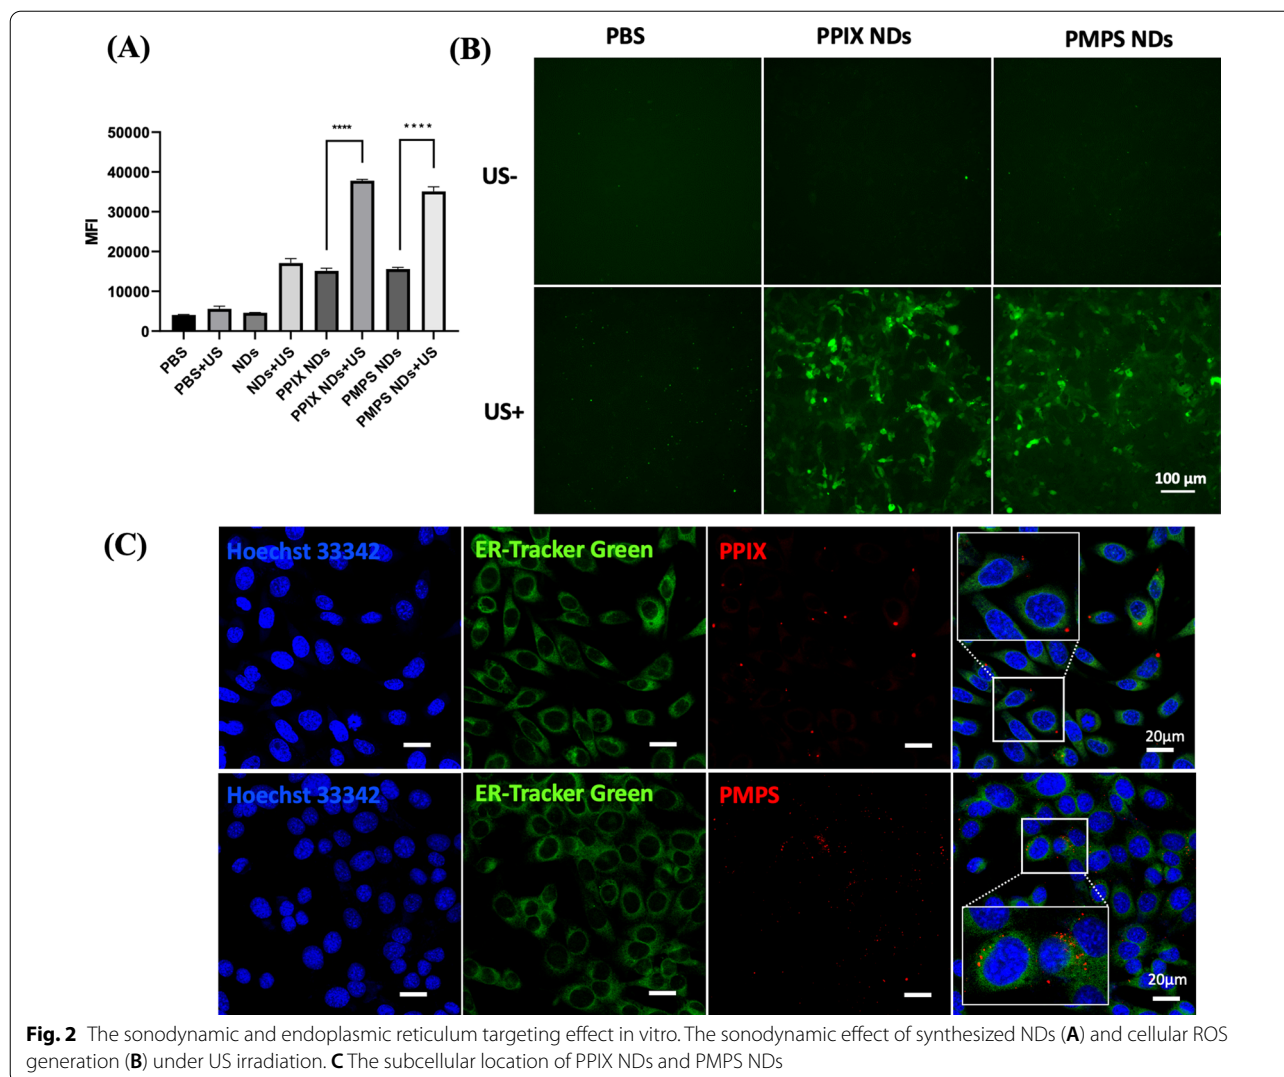 (A)
50000
40000
30000
20000
10000
0
MFI
****
****
PBS
PBS+US
NDs
NDs+US
PPIX NDs
PPIX NDs+US
PMPS NDs
PMPS NDs+US
(B)
PBS
PPIX NDs
PMPS NDs
US-
US+
100 μm
(C)
Hoechst 33342
ER-Tracker Green
PPIX
20μm
Hoechst 33342
ER-Tracker Green
PMPS
20μm
Fig. 2 The sonodynamic and endoplasmic reticulum targeting effect in vitro. The sonodynamic effect of synthesized NDs (A) and cellular ROS
generation (B) under US irradiation. C The subcellular location of PPIX NDs and PMPS NDs